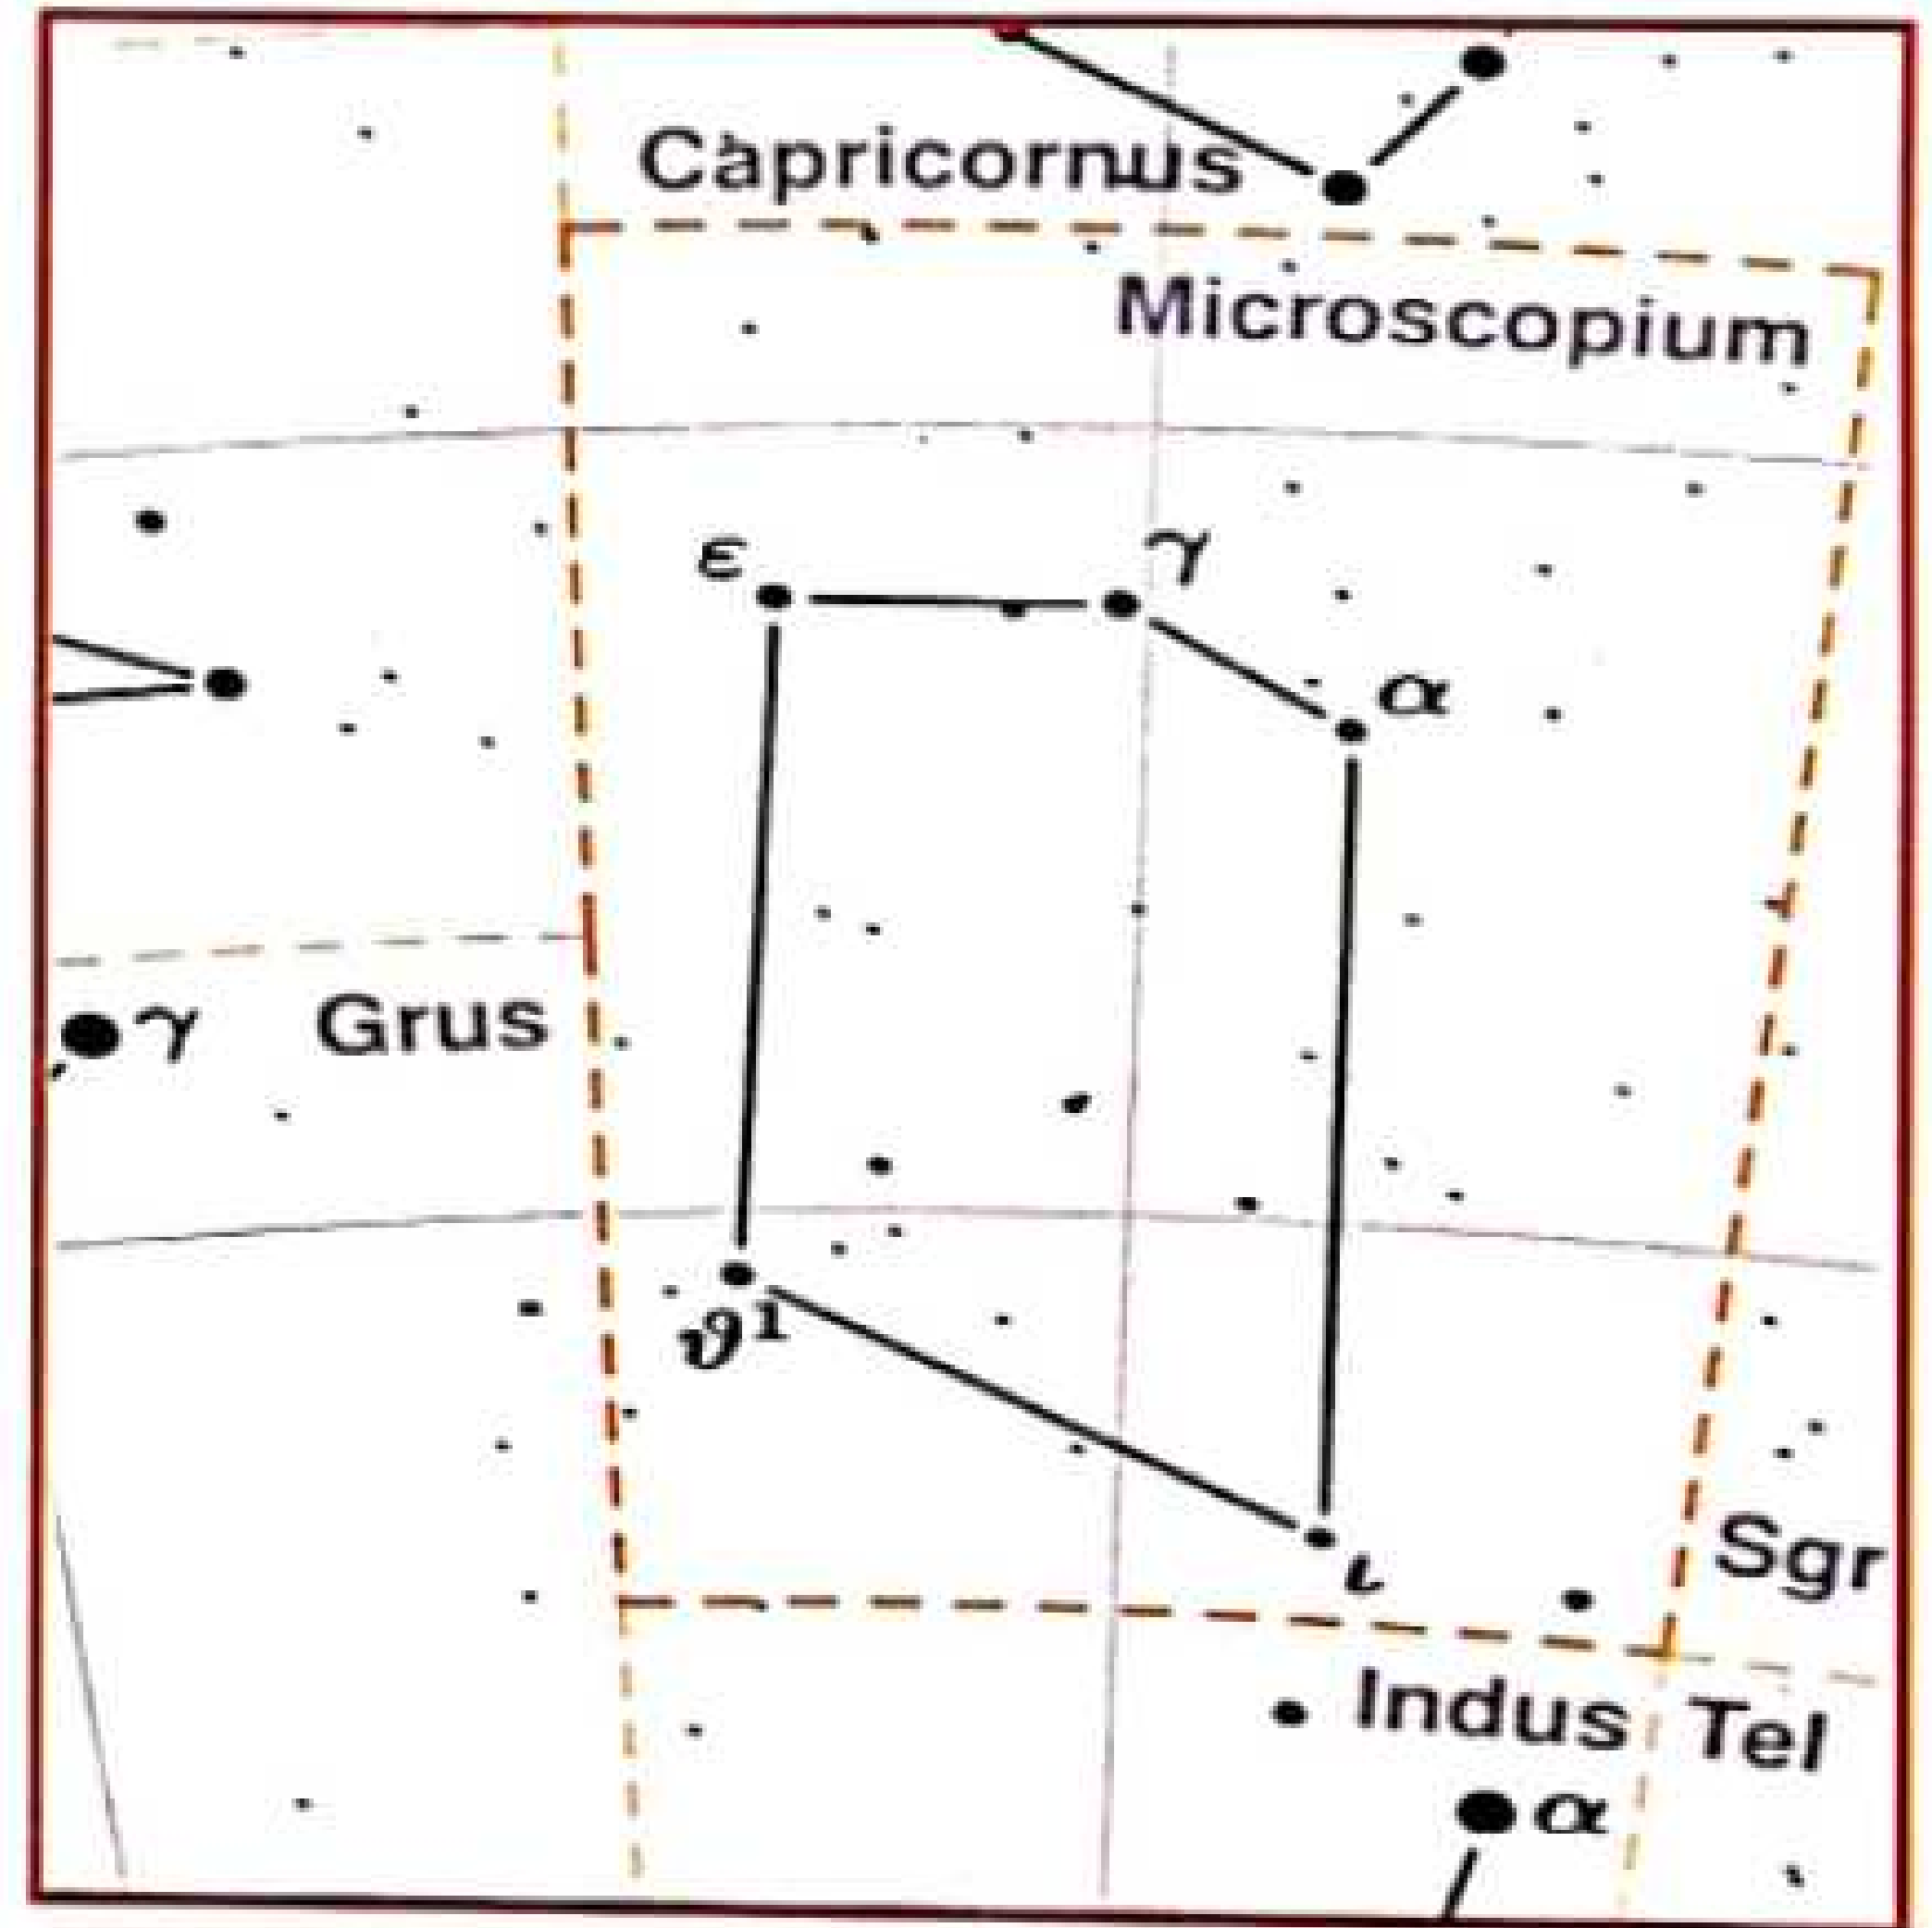 Capricornus
Microscopium
ε
γ
α
γ
Grus
ϑ1
ι
Sgr
Indus
Tel
α